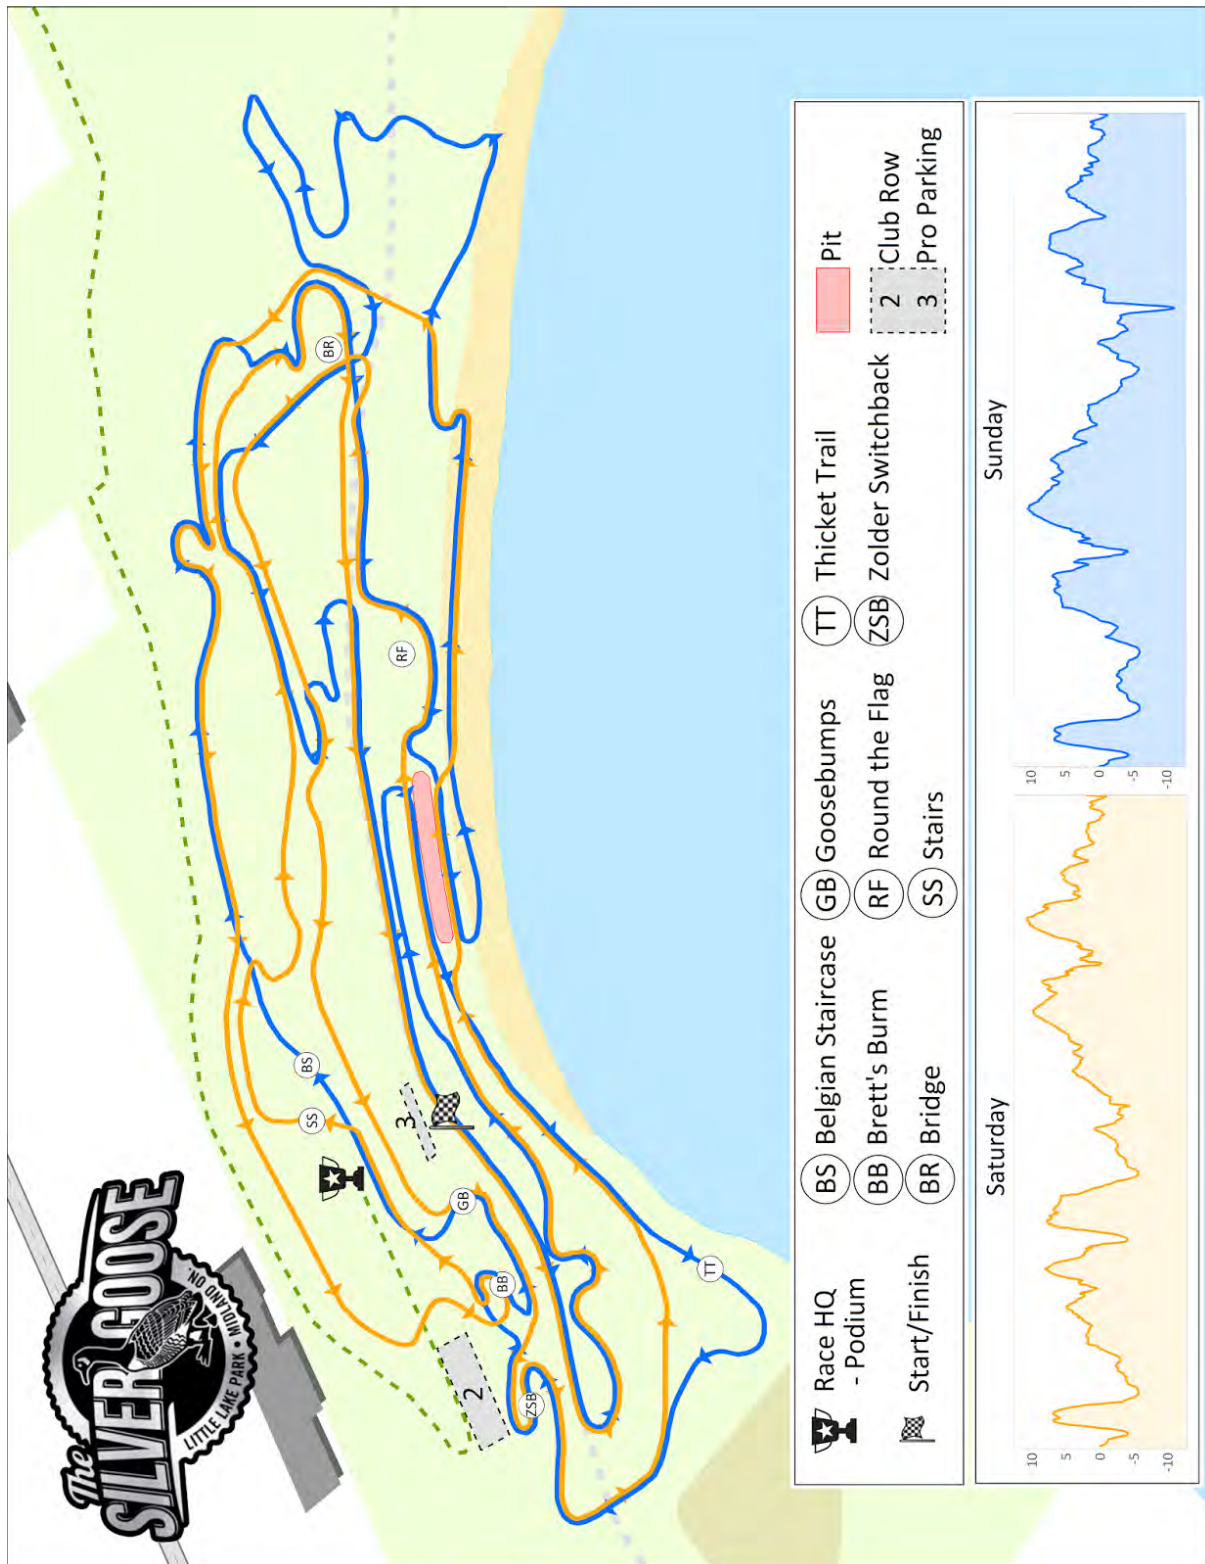 The
SILVER GOOSE
LITTLE LAKE PARK • MIDLAND ON.
BR
RF
BS
SS
3
GB
BB
2
ZSB
TT
Race HQ
- Podium
Start/Finish
BS Belgian Staircase
BB Brett's Burm
BR Bridge
GB Goosebumps
RF Round the Flag
SS Stairs
TT Thicket Trail
ZSB Zolder Switchback
Pit
2 Club Row
3 Pro Parking
Saturday
10
5
0
-5
-10
Sunday
10
5
0
-5
-10